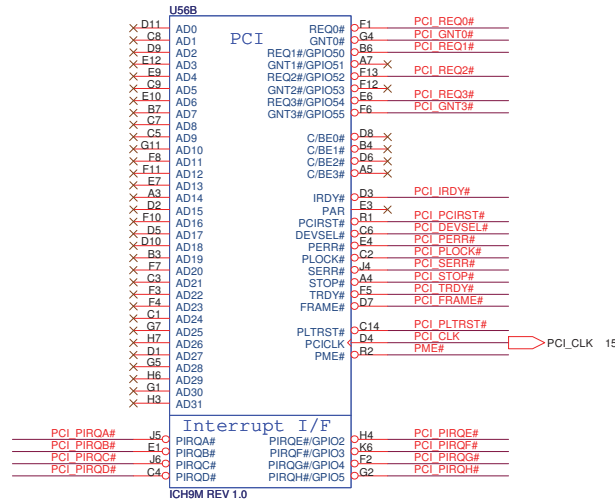 U56B
PCI
D11 AD0 REQ0# F1 PCI_REQ0#
C8 AD1 GNT0# G4 PCI_GNT0#
D9 AD2 REQ1#/GPIO50 B6 PCI_REQ1#
E12 AD3 GNT1#/GPIO51 A7
E9 AD4 REQ2#/GPIO52 F13 PCI_REQ2#
C9 AD5 GNT2#/GPIO53 F12
E10 AD6 REQ3#/GPIO54 E6 PCI_REQ3#
B7 AD7 GNT3#/GPIO55 F6 PCI_GNT3#
C7 AD8
C5 AD9 C/BE0# D8
G11 AD10 C/BE1# B4
F8 AD11 C/BE2# D6
F11 AD12 C/BE3# A5
E7 AD13
A3 AD14 IRDY# D3 PCI_IRDY#
D2 AD15 PAR E3
F10 AD16 PCIRST# R1 PCI_PCIRST#
D5 AD17 DEVSEL# C6 PCI_DEVSEL#
D10 AD18 PERR# E4 PCI_PERR#
B3 AD19 PLOCK# C2 PCI_PLOCK#
F7 AD20 SERR# J4 PCI_SERR#
C3 AD21 STOP# A4 PCI_STOP#
F3 AD22 TRDY# F5 PCI_TRDY#
F4 AD23 FRAME# D7 PCI_FRAME#
C1 AD24
G7 AD25 PLTRST# C14 PCI_PLTRST#
H7 AD26 PCICLK D4 PCI_CLK PCI_CLK 15
D1 AD27 PME# R2 PME#
G5 AD28
H6 AD29
G1 AD30
H3 AD31
Interrupt I/F
PCI_PIRQA# J5 PIRQA# PIRQE#/GPIO2 H4 PCI_PIRQE#
PCI_PIRQB# E1 PIRQB# PIRQF#/GPIO3 K6 PCI_PIRQF#
PCI_PIRQC# J6 PIRQC# PIRQG#/GPIO4 F2 PCI_PIRQG#
PCI_PIRQD# C4 PIRQD# PIRQH#/GPIO5 G2 PCI_PIRQH#
ICH9M REV 1.0